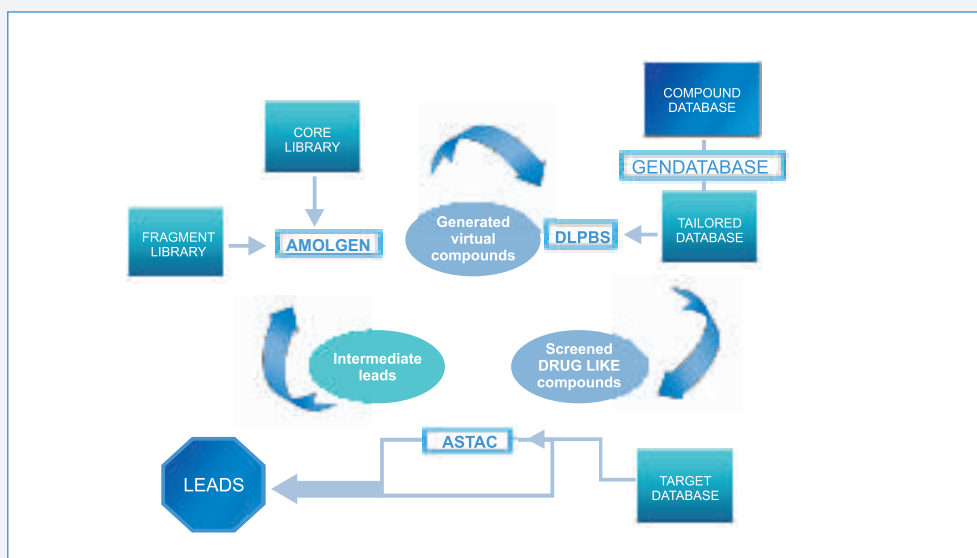 COMPOUND
DATABASE
CORE
LIBRARY
GENDATABASE
FRAGMENT
LIBRARY
AMOLGEN
Generated
virtual
compounds
DLPBS
TAILORED
DATABASE
Intermediate
leads
Screened
DRUG LIKE
compounds
ASTAC
LEADS
TARGET
DATABASE